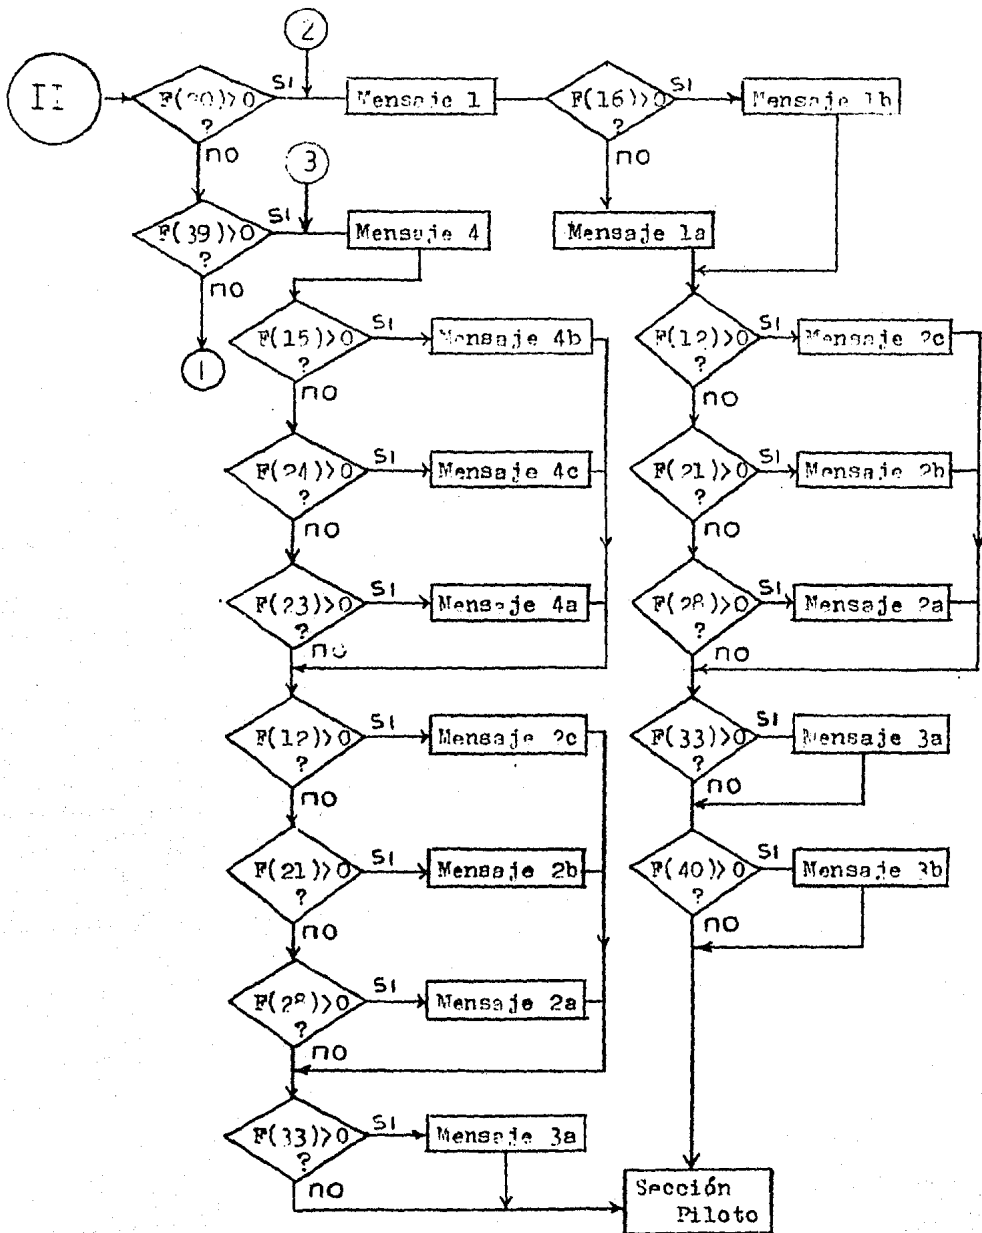 2
II
F( 0)>0
?
SI
Mensaje 1
F(16)>0
?
SI
Mensaje 1b
no
3
no
F(39)>0
?
SI
Mensaje 4
Mensaje 1a
no
1
F(15)>0
?
SI
Mensaje 4b
F(12)>0
?
SI
Mensaje 2c
no
no
F(24)>0
?
SI
Mensaje 4c
F(21)>0
?
SI
Mensaje 2b
no
no
F(23)>0
?
SI
Mensaje 4a
F(28)>0
?
SI
Mensaje 2a
no
no
F(12)>0
?
SI
Mensaje 2c
F(33)>0
?
SI
Mensaje 3a
no
no
F(21)>0
?
SI
Mensaje 2b
F(40)>0
?
SI
Mensaje 3b
no
no
F(28)>0
?
SI
Mensaje 2a
no
F(33)>0
?
SI
Mensaje 3a
no
Sección
Piloto